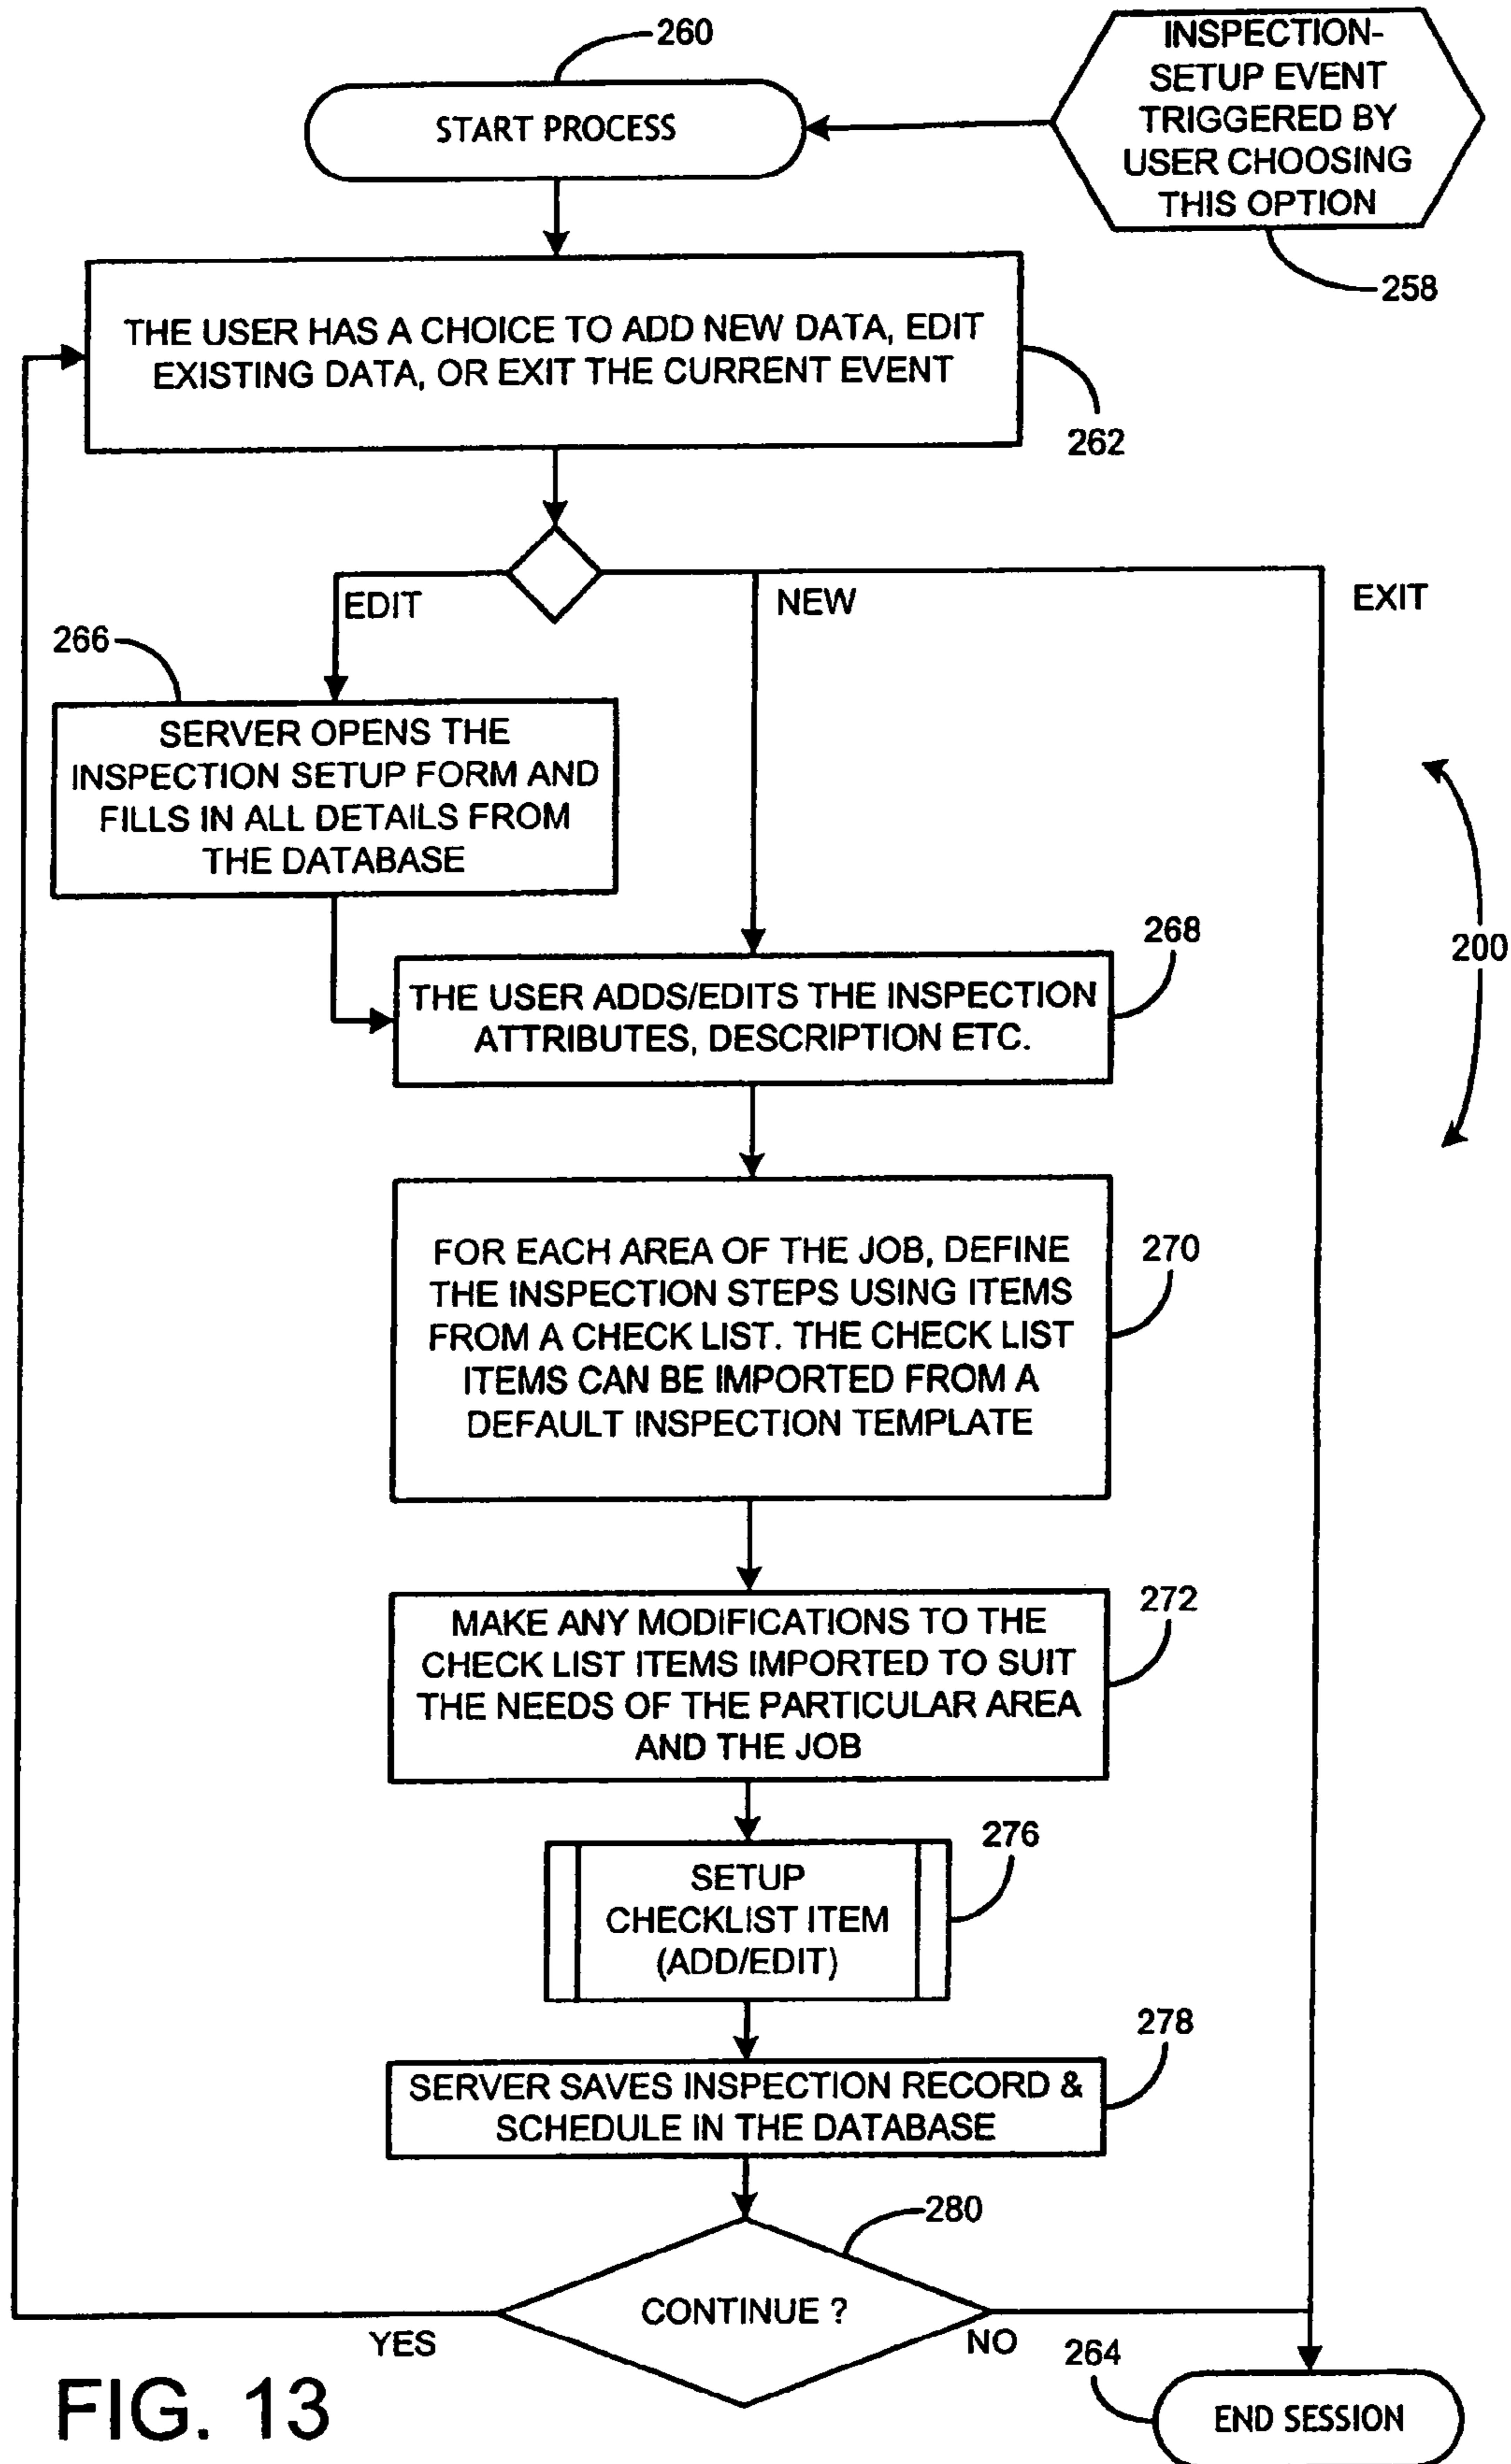 260
INSPECTION-
SETUP EVENT
TRIGGERED BY
USER CHOOSING
THIS OPTION
START PROCESS
258
THE USER HAS A CHOICE TO ADD NEW DATA, EDIT
EXISTING DATA, OR EXIT THE CURRENT EVENT
262
EDIT
NEW
EXIT
266
SERVER OPENS THE
INSPECTION SETUP FORM AND
FILLS IN ALL DETAILS FROM
THE DATABASE
200
268
THE USER ADDS/EDITS THE INSPECTION
ATTRIBUTES, DESCRIPTION ETC.
270
FOR EACH AREA OF THE JOB, DEFINE
THE INSPECTION STEPS USING ITEMS
FROM A CHECK LIST. THE CHECK LIST
ITEMS CAN BE IMPORTED FROM A
DEFAULT INSPECTION TEMPLATE
272
MAKE ANY MODIFICATIONS TO THE
CHECK LIST ITEMS IMPORTED TO SUIT
THE NEEDS OF THE PARTICULAR AREA
AND THE JOB
276
SETUP
CHECKLIST ITEM
(ADD/EDIT)
278
SERVER SAVES INSPECTION RECORD &
SCHEDULE IN THE DATABASE
280
CONTINUE ?
YES
NO
264
END SESSION
FIG. 13